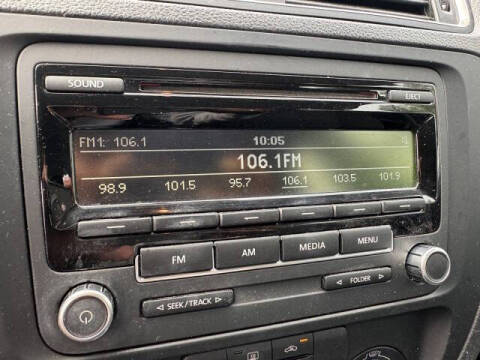 SOUND
EJECT
FM1: 106.1 10:05
106.1FM
98.9 101.5 95.7 106.1 103.5 101.9
FM AM MEDIA MENU
SEEK/TRACK
FOLDER